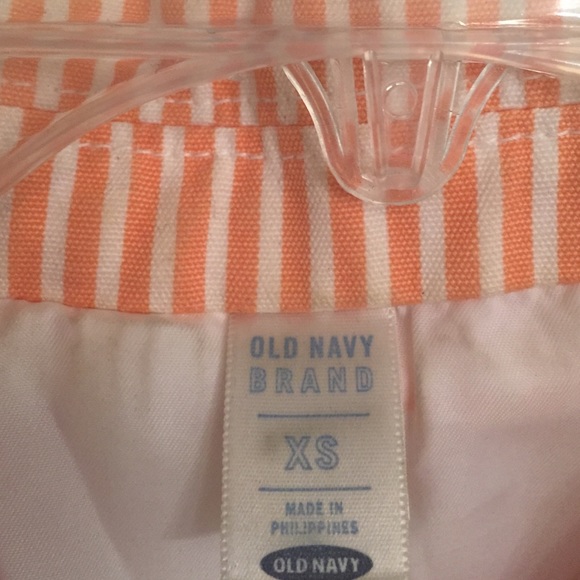 OLD NAVY
BRAND
XS
MADE IN
PHILIPPINES
OLD NAVY